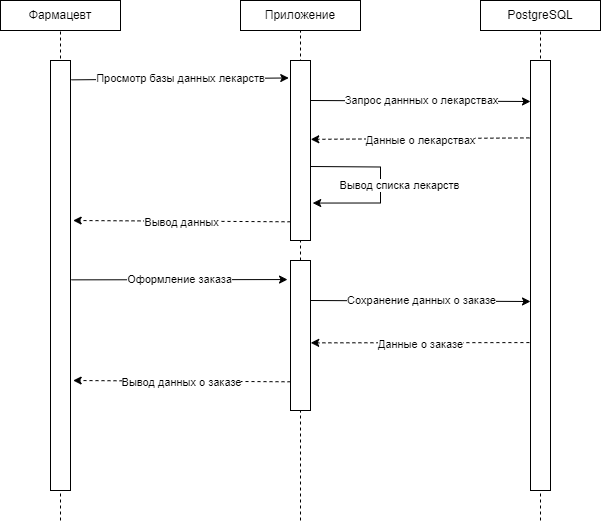 Фармацевт
Приложение
PostgreSQL
Просмотр базы данных лекарств
Запрос даннных о лекарствах
Данные о лекарствах
Вывод списка лекарств
Вывод данных
Оформление заказа
Сохранение данных о заказе
Данные о заказе
Вывод данных о заказе